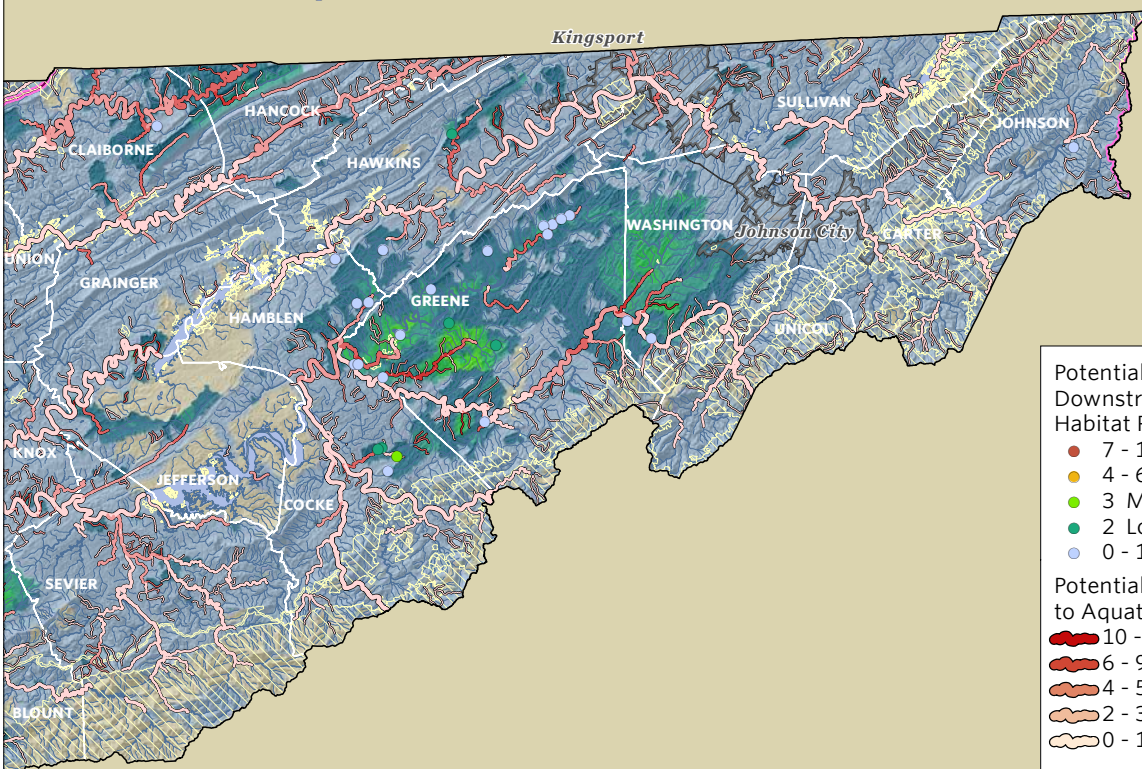 Kingsport
SULLIVAN
HANCOCK
JOHNSON
CLAIBORNE
HAWKINS
WASHINGTON
Johnson City
CARTER
UNION
GRAINGER
GREENE
HAMBLEN
UNICOI
KNOX
JEFFERSON
COCKE
SEVIER
BLOUNT
Potential
Downstr
Habitat
7 - 1
4 - 6
3 M
2 Lo
0 - 1
Potential
to Aquat
10 -
6 - 9
4 - 5
2 - 3
0 - 1